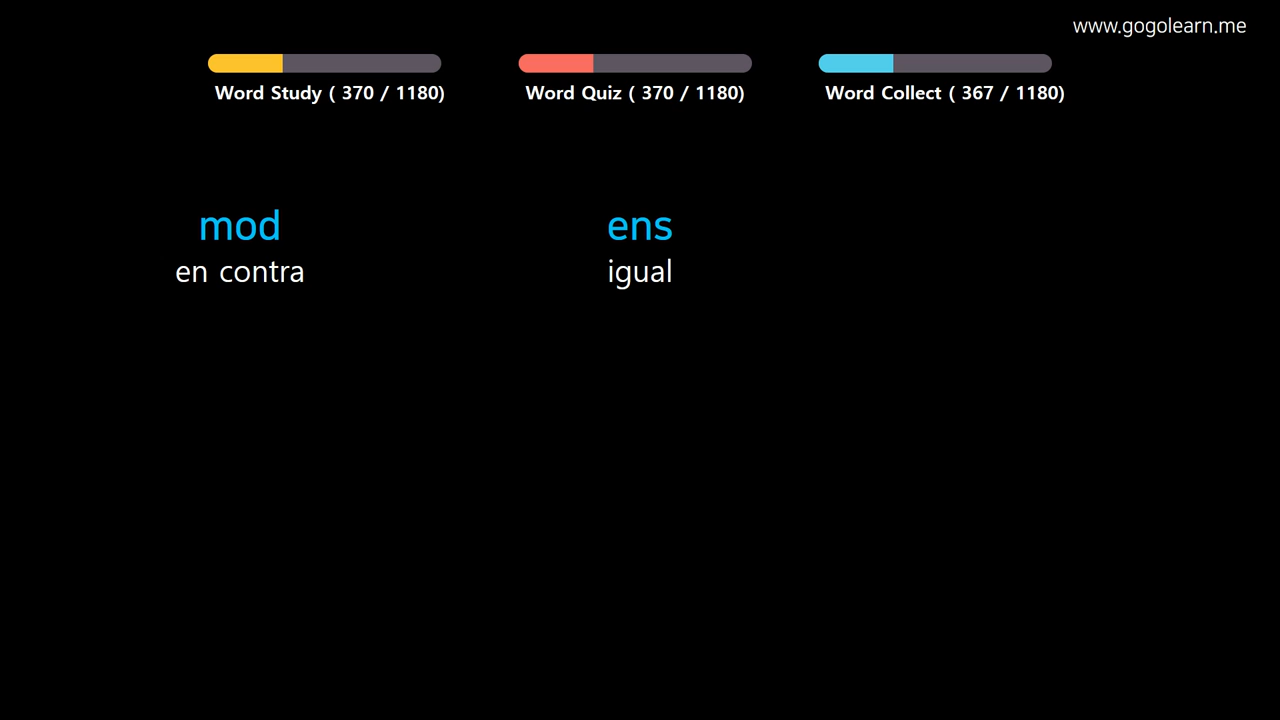 www.gogolearn.me
Word Study ( 370 / 1180)
Word Quiz ( 370 / 1180)
Word Collect ( 367 / 1180)
mod
en contra
ens
igual